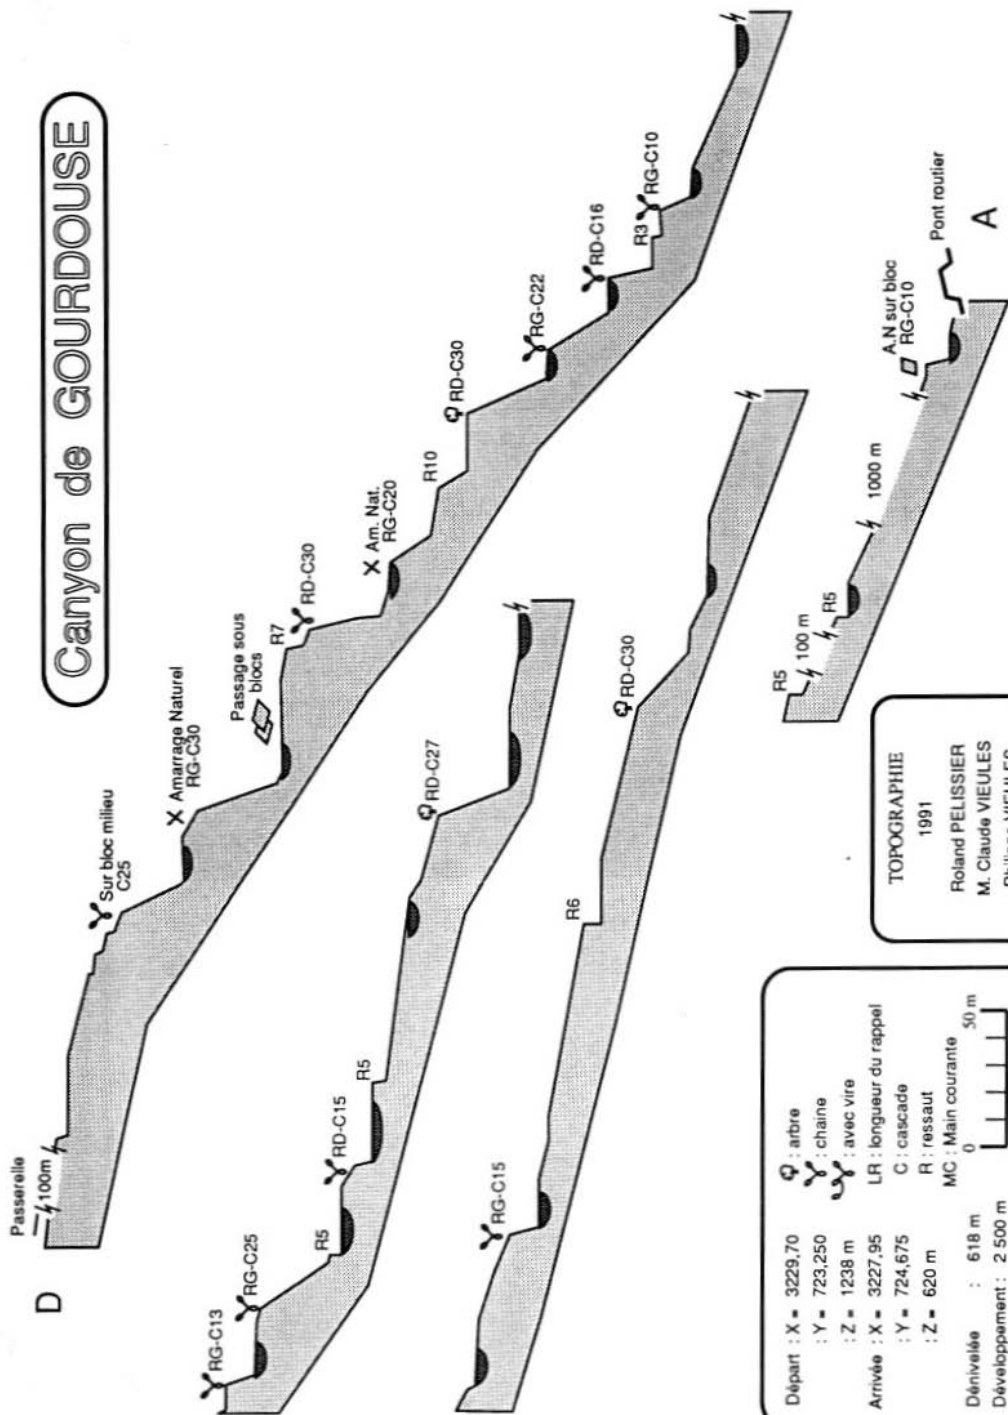 Canyon de GOURDOUSE
D
Passerelle
100m
Sur bloc milieu
C25
Amarrage Naturel
RG-C30
Passage sous
blocs
R7
RD-C30
Am. Nat.
RG-C20
R10
RD-C30
RG-C22
RD-C16
R3
RG-C10
RG-C13
RG-C25
R5
RD-C15
R5
RD-C27
RG-C15
R6
RD-C30
R5
100 m
R5
1000 m
A.N sur bloc
RG-C10
Pont routier
A
Départ : X = 3229,70
: Y = 723,250
: Z = 1238 m
Arrivée : X = 3227,95
: Y = 724,675
: Z = 620 m
Dénivelée : 618 m
Développement : 2 500 m
: arbre
: chaine
: avec vire
LR : longueur du rappel
C : cascade
R : ressaut
MC : Main courante
0 50 m
TOPOGRAPHIE
1991
Roland PELISSIER
M. Claude VIEULES
Philippe VIEULES